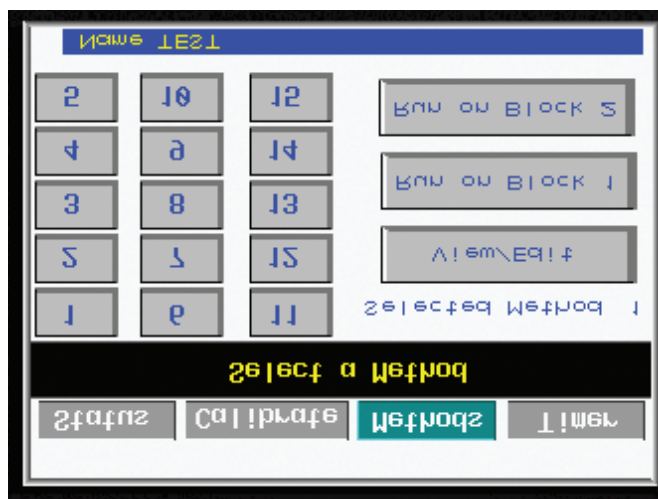 Status Calibrate Methods Timer
Select a Method
1 6 11 Selected Method 1
2 7 12 View/Edit
3 8 13 Run on Block 1
4 9 14
5 10 15 Run on Block 2
Name TEST